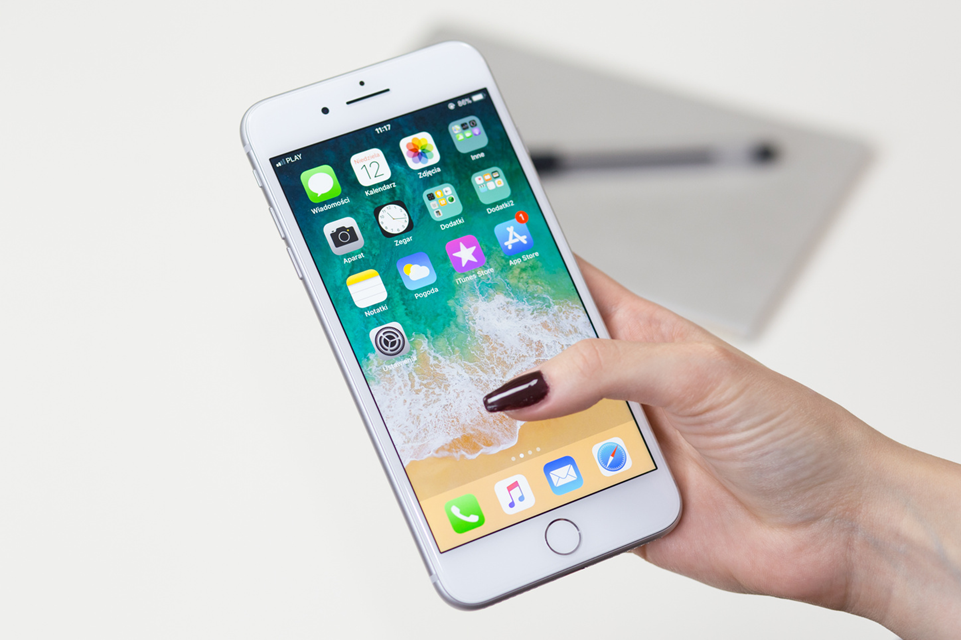 PLAY
11:17
86%
Niedziela
12
Wiadomości
Kalendarz
Zdjęcia
Inne
Aparat
Zegar
Dodatki
Dodatki2
1
Notatki
Pogoda
iTunes Store
App Store